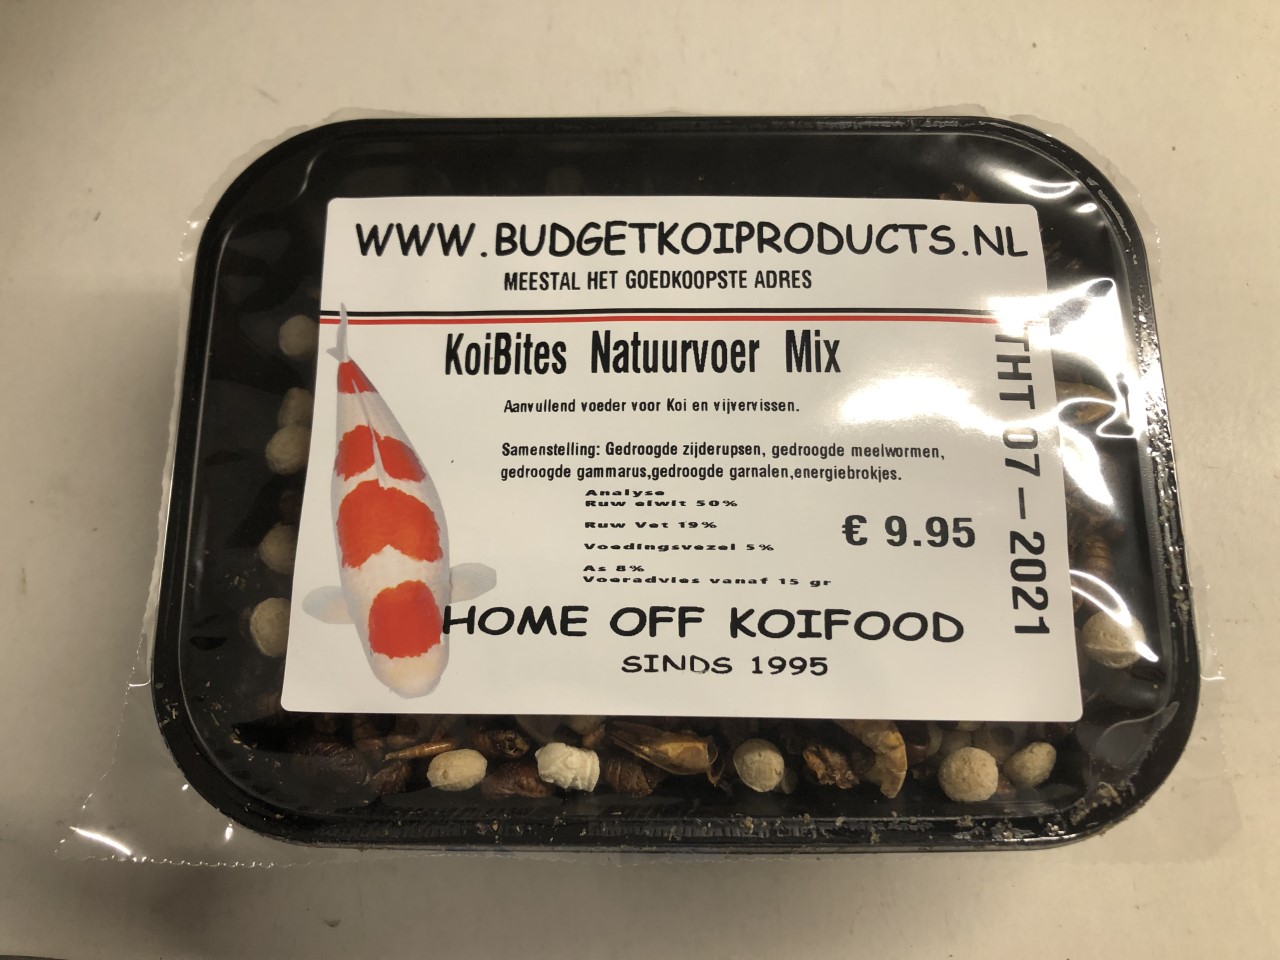 WWW.BUDGETKOIPRODUCTS.NL
MEESTAL HET GOEDKOOPSTE ADRES
KoiBites Natuurvoer Mix
Aanvullend voeder voor Koi en vijvervissen.
Samenstelling: Gedroogde zijderupsen, gedroogde meelwormen,
gedroogde gammarus,gedroogde garnalen,energiebrokjes.
Analyse
Ruw eiwit 50%
Ruw Vet 19%
Voedingsvezel 5%
As 8%
Voeradvies vanaf 15 gr
€ 9.95
HOME OFF KOIFOOD
SINDS 1995
THT 07-2021